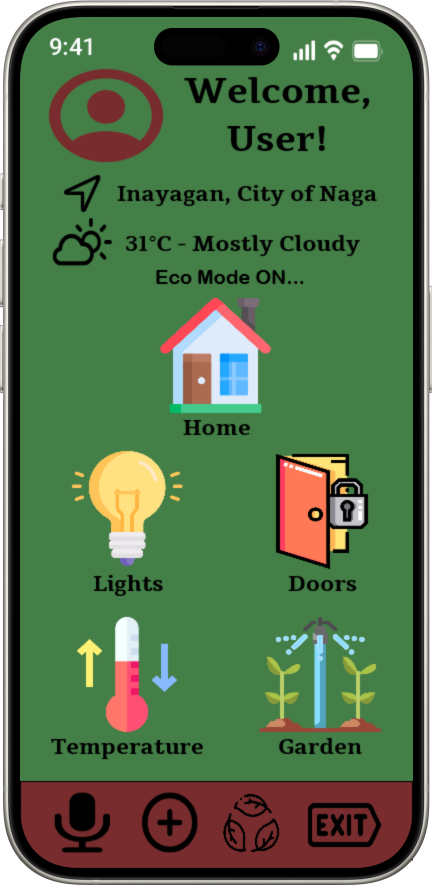 9:41
Welcome,
User!
Inayagan, City of Naga
31°C - Mostly Cloudy
Eco Mode ON...
Home
Lights
Doors
Temperature
Garden
EXIT